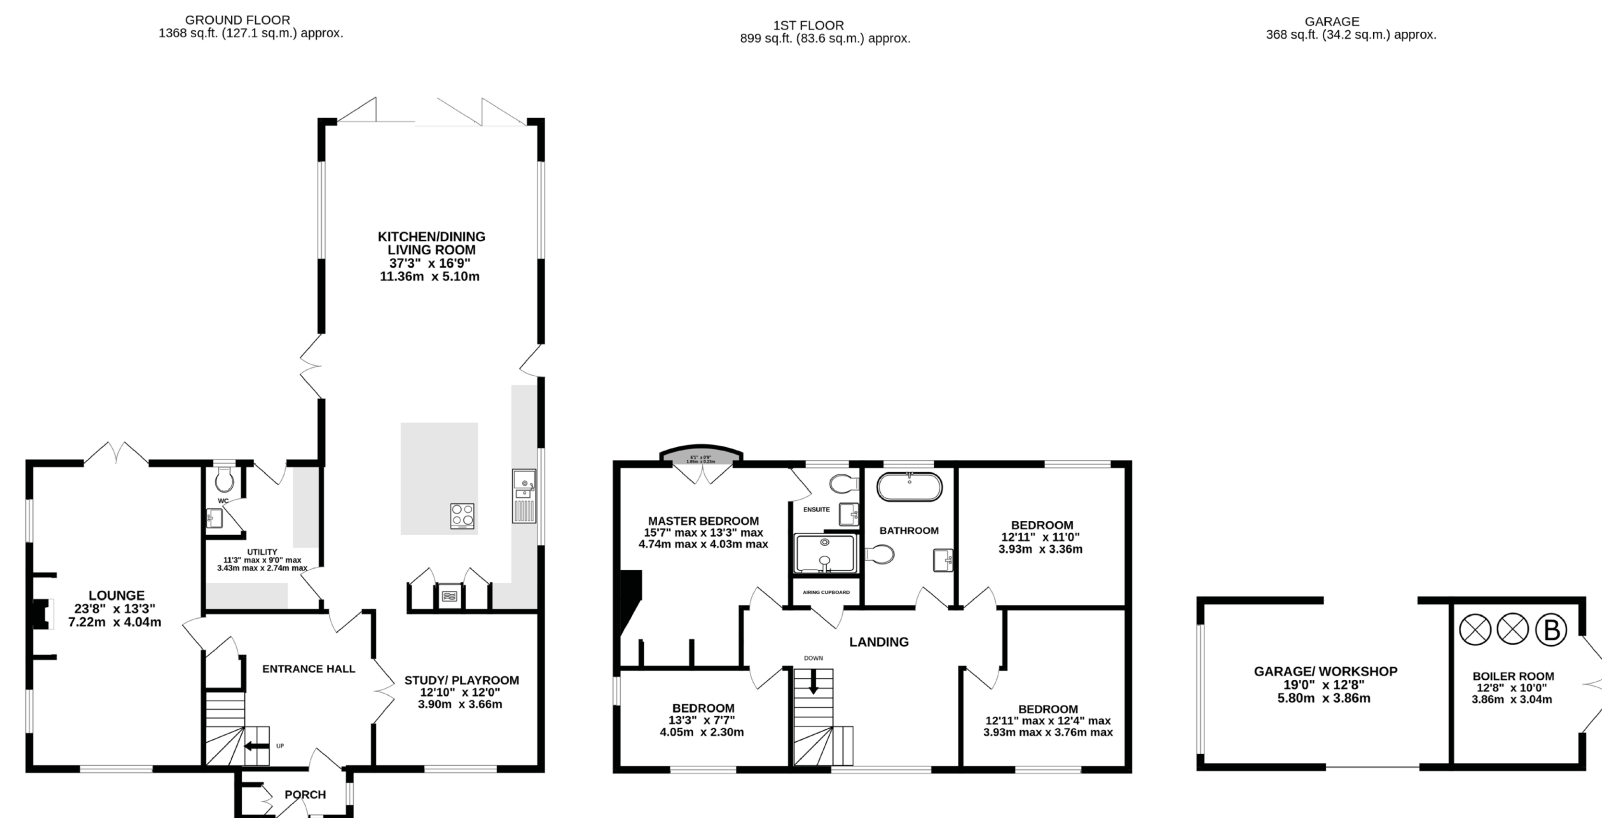 GROUND FLOOR
1368 sq.ft. (127.1 sq.m.) approx.
KITCHEN/DINING
LIVING ROOM
37'3" x 16'9"
11.36m x 5.10m
WC
UTILITY
11'3" max x 9'0" max
3.43m max x 2.74m max
LOUNGE
23'8" x 13'3"
7.22m x 4.04m
ENTRANCE HALL
STUDY/ PLAYROOM
12'10" x 12'0"
3.90m x 3.66m
UP
PORCH
1ST FLOOR
899 sq.ft. (83.6 sq.m.) approx.
MASTER BEDROOM
15'7" max x 13'3" max
4.74m max x 4.03m max
ENSUITE
BATHROOM
BEDROOM
12'11" x 11'0"
3.93m x 3.36m
AIRING CUPBOARD
LANDING
DOWN
BEDROOM
13'3" x 7'7"
4.05m x 2.30m
BEDROOM
12'11" max x 12'4" max
3.93m max x 3.76m max
GARAGE
368 sq.ft. (34.2 sq.m.) approx.
GARAGE/ WORKSHOP
19'0" x 12'8"
5.80m x 3.86m
B
BOILER ROOM
12'8" x 10'0"
3.86m x 3.04m